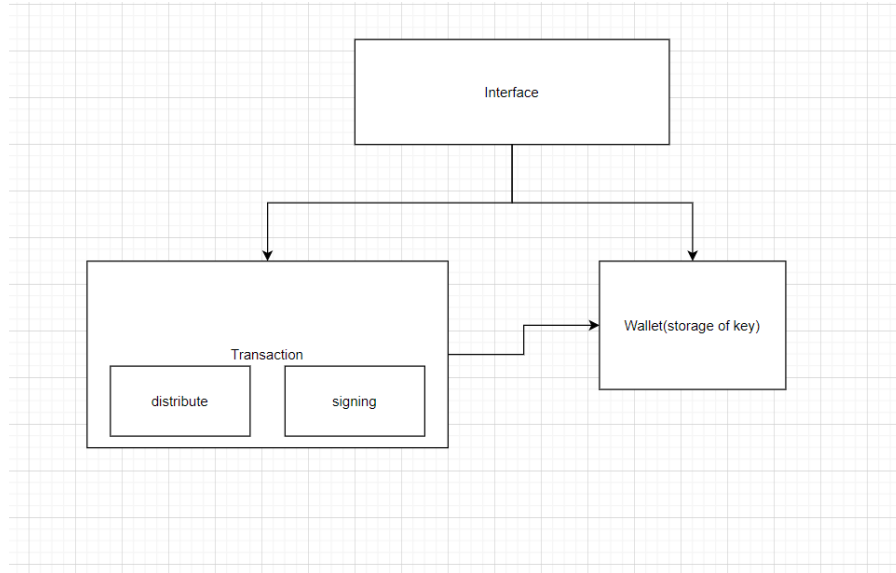 Interface
Transaction
distribute
signing
Wallet(storage of key)